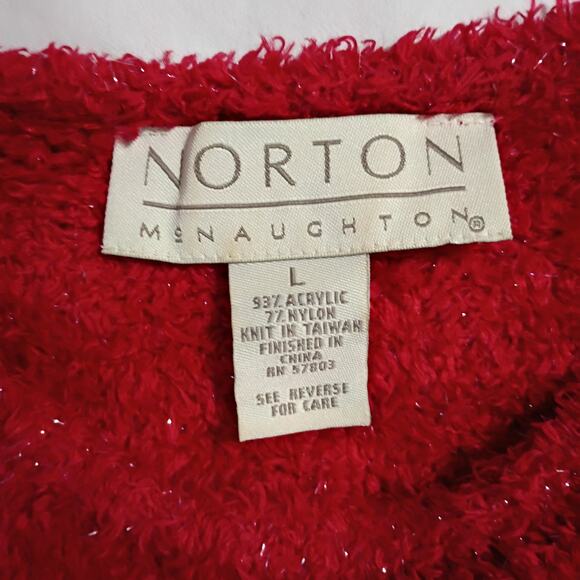 NORTON
McNAUGHTON®
L
93% ACRYLIC
7% NYLON
KNIT IN TAIWAN
FINISHED IN
CHINA
RN 57803
SEE REVERSE
FOR CARE